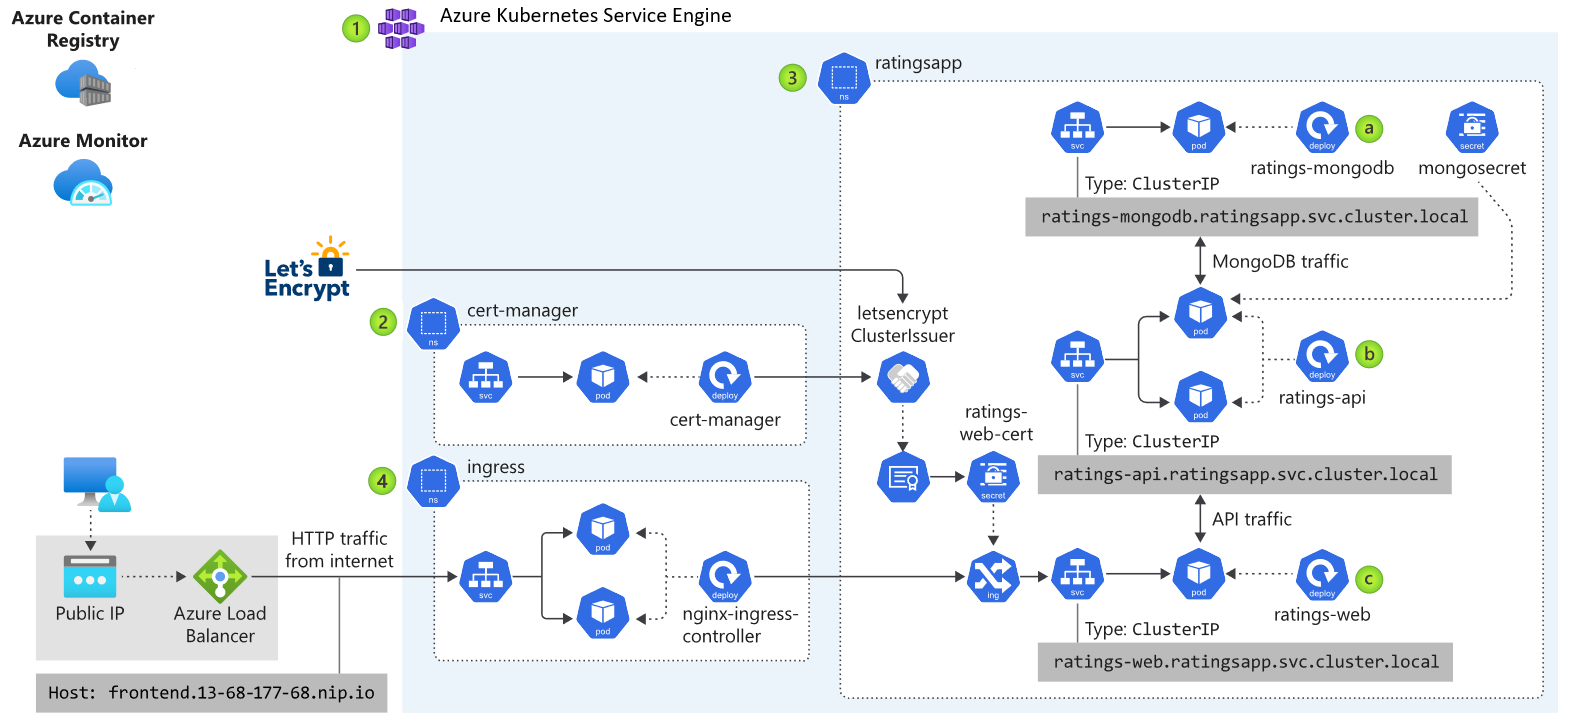 Azure Container
Registry
Azure Monitor
1
Azure Kubernetes Service Engine
3
ns
ratingsapp
svc
pod
deploy
a
secret
ratings-mongodb
mongosecret
Type: ClusterIP
ratings-mongodb.ratingsapp.svc.cluster.local
MongoDB traffic
Let's
Encrypt
letsencrypt
ClusterIssuer
2
ns
cert-manager
svc
pod
deploy
cert-manager
pod
svc
pod
deploy
b
ratings-api
Type: ClusterIP
ratings-api.ratingsapp.svc.cluster.local
API traffic
ratings-
web-cert
secret
4
ns
ingress
HTTP traffic
from internet
Public IP
Azure Load
Balancer
Host: frontend.13-68-177-68.nip.io
svc
pod
pod
deploy
nginx-ingress-
controller
ing
svc
pod
deploy
c
ratings-web
Type: ClusterIP
ratings-web.ratingsapp.svc.cluster.local